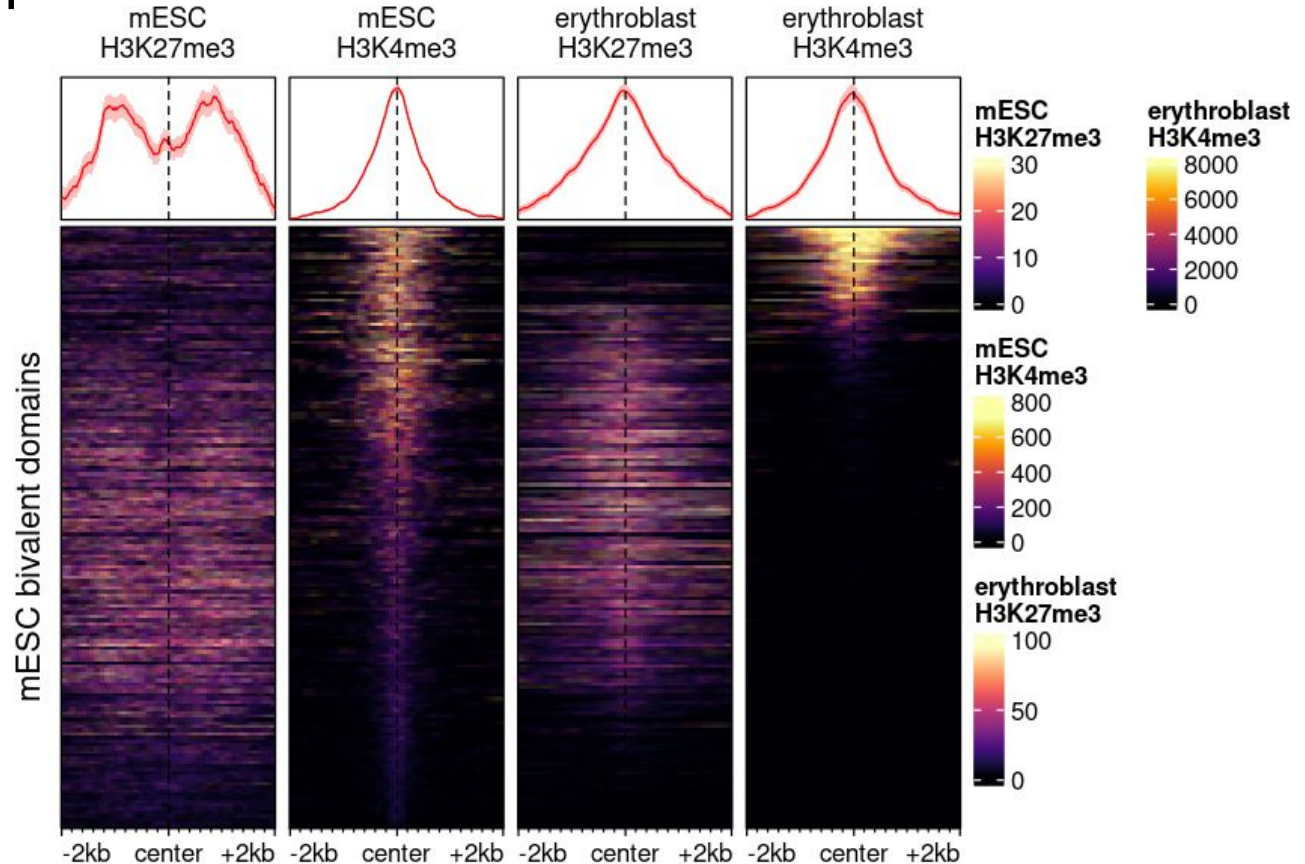 mESC
H3K27me3
mESC
H3K4me3
erythroblast
H3K27me3
erythroblast
H3K4me3
mESC bivalent domains
-2kb center +2kb
-2kb center +2kb
-2kb center +2kb
-2kb center +2kb
mESC
H3K27me3
30
20
10
0
erythroblast
H3K4me3
8000
6000
4000
2000
0
mESC
H3K4me3
800
600
400
200
0
erythroblast
H3K27me3
100
50
0